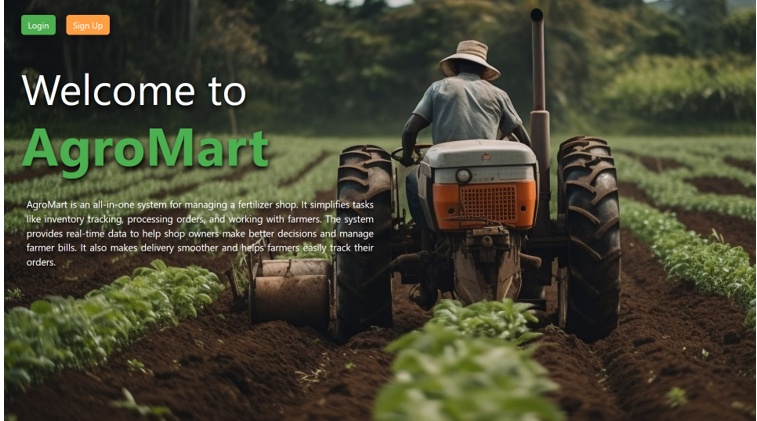 Login
Sign Up
Welcome to
AgroMart
AgroMart is an all-in-one system for managing a fertilizer shop. It simplifies tasks
like inventory tracking, processing orders, and working with farmers. The system
provides real-time data to help shop owners make better decisions and manage
farmer bills. It also makes delivery smoother and helps farmers easily track their
orders.